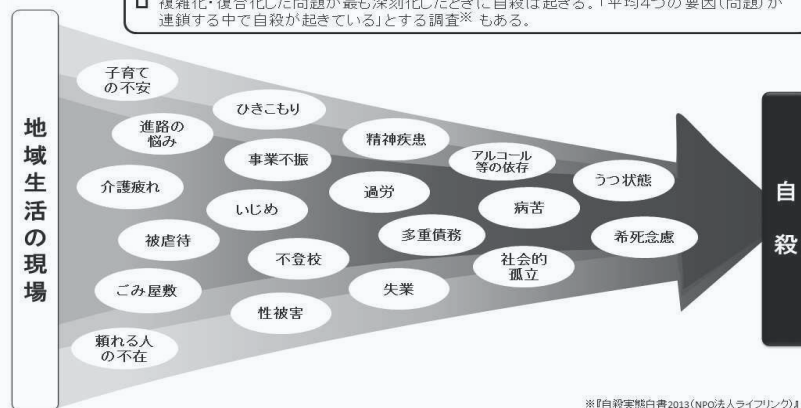 複雑化・複合化した問題が最も深刻化したときに自殺は起きる。「平均4つの要因(問題)が
連鎖する中で自殺が起きている」とする調査※ もある。
地域生活の現場
子育て
の不安
ひきこもり
進路の
悩み
精神疾患
事業不振
アルコール
等の依存
うつ状態
介護疲れ
過労
いじめ
病苦
被虐待
多重債務
希死念慮
不登校
社会的
孤立
ごみ屋敷
失業
性被害
頼れる人
の不在
自殺
※『自殺実態白書2013(NPO法人ライフリンク)』